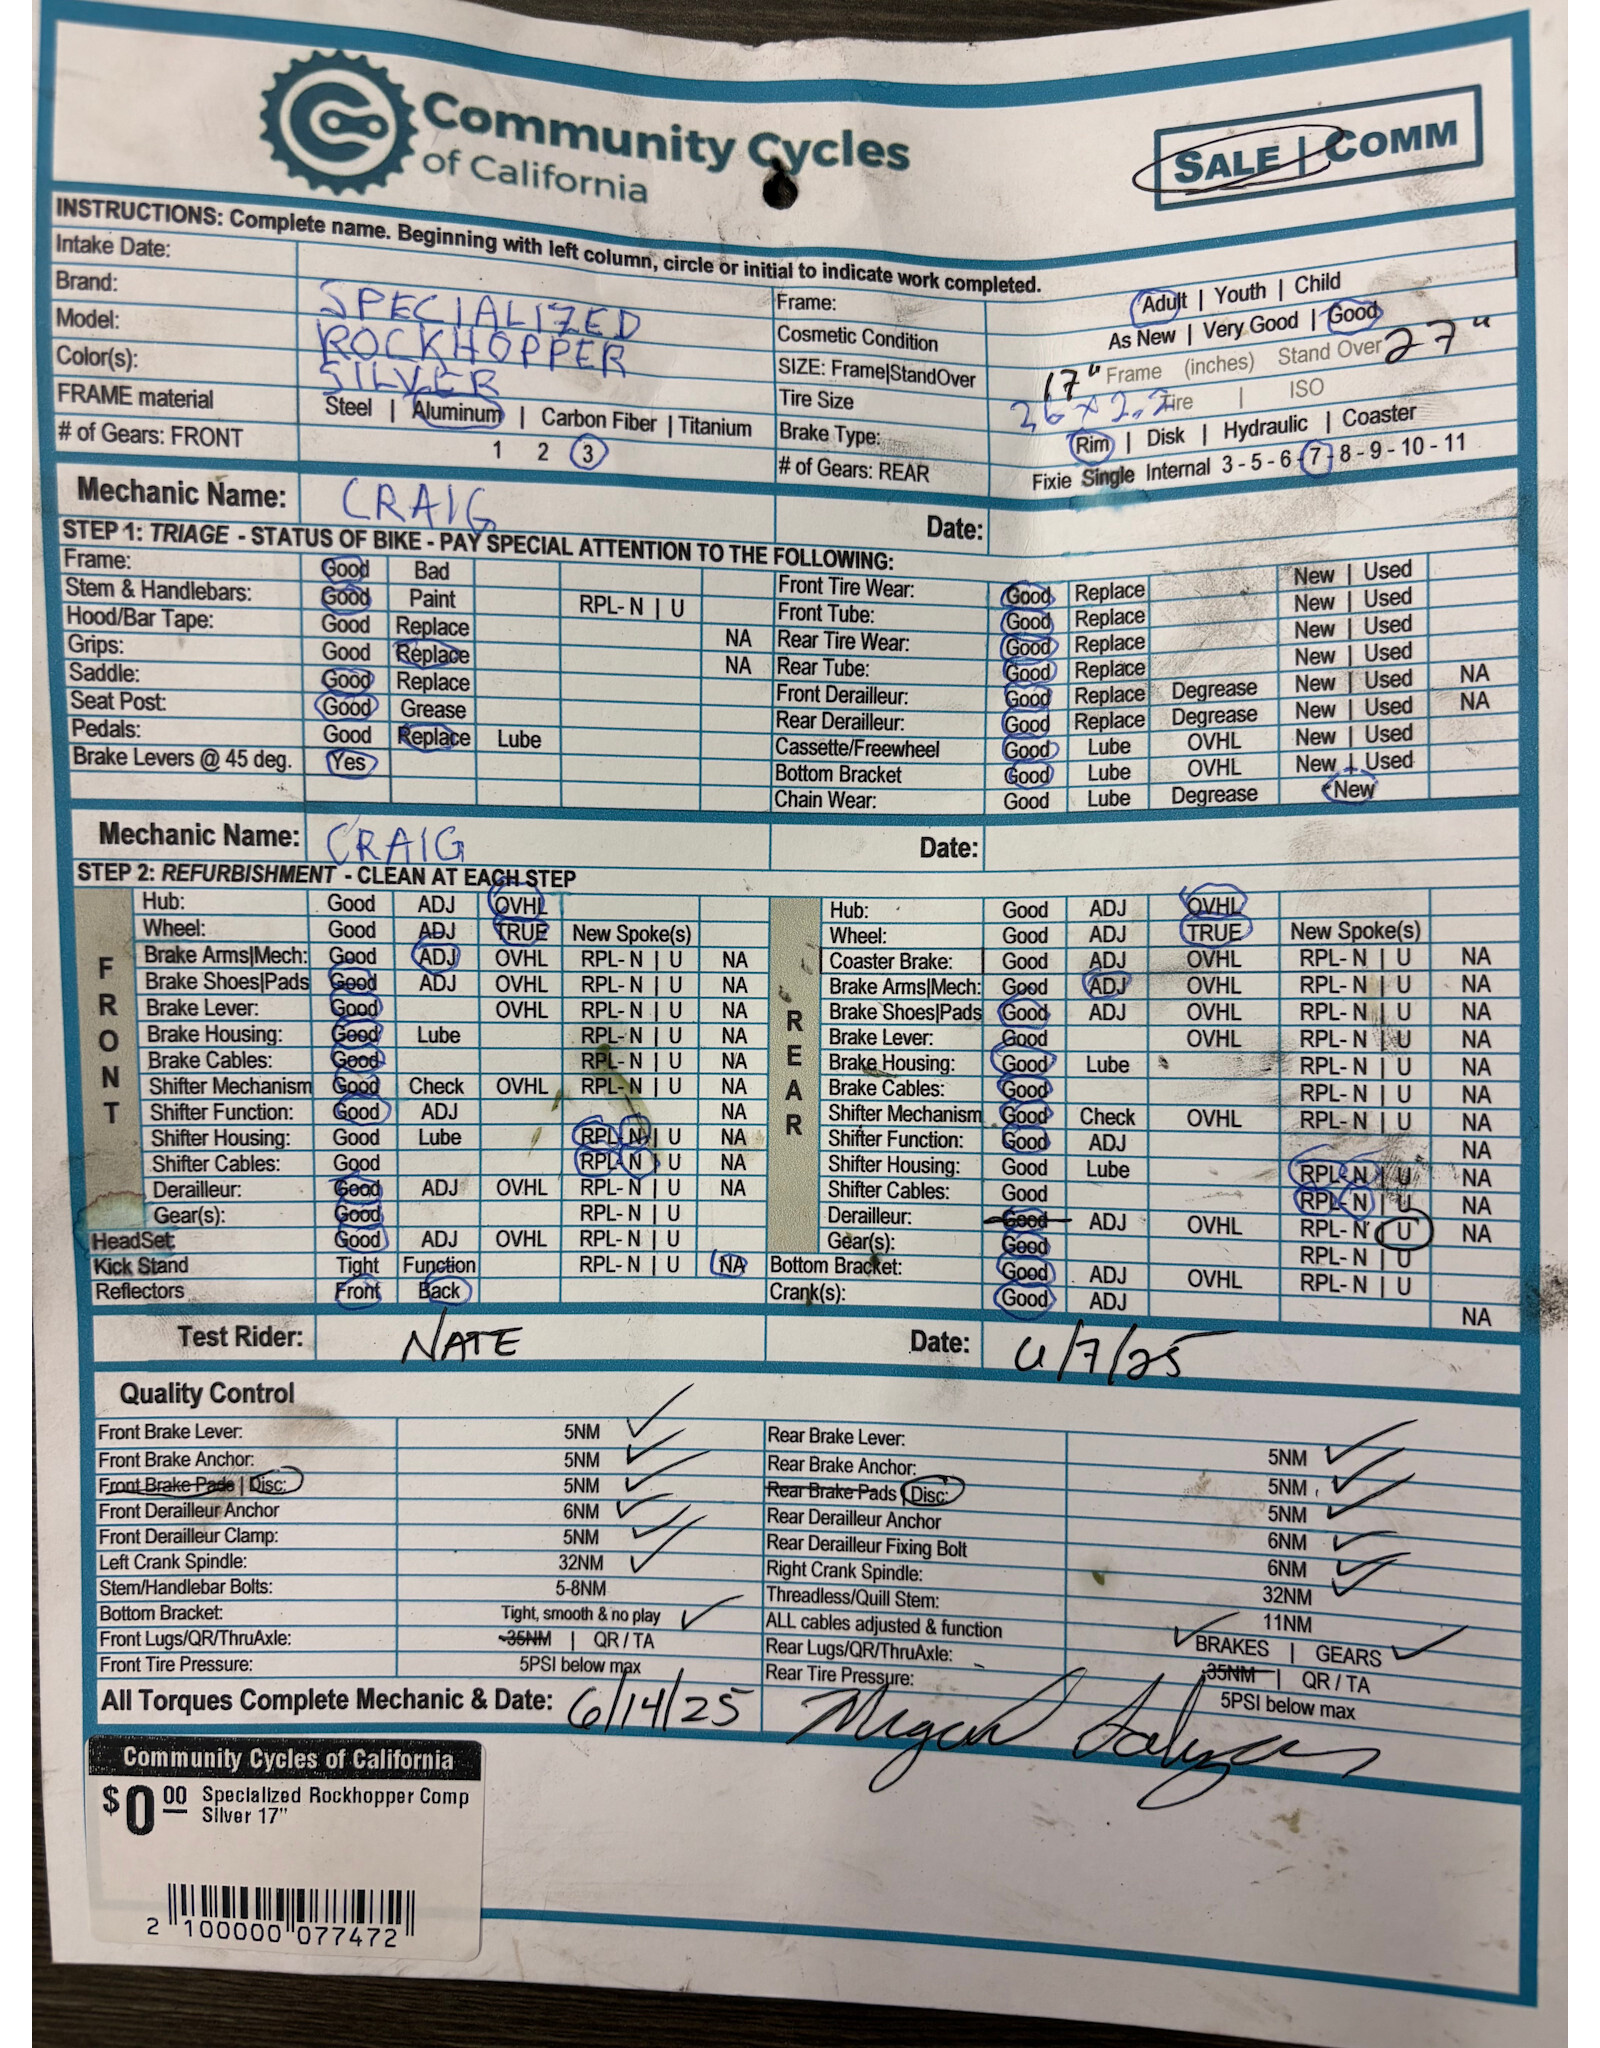 Community Cycles
of California
SALE | COMM
INSTRUCTIONS: Complete name. Beginning with left column, circle or initial to indicate work completed.
Intake Date:
Brand: SPECIALIZED
Model: ROCKHOPPER
Color(s): SILVER
FRAME material Steel | Aluminum | Carbon Fiber | Titanium
# of Gears: FRONT 1 2 3
Frame: Adult | Youth | Child
Cosmetic Condition As New | Very Good | Good
SIZE: Frame|StandOver 17" Frame (inches) Stand Over 27"
Tire Size 26 x 2.2 Tire | ISO
Brake Type: Rim | Disk | Hydraulic | Coaster
# of Gears: REAR Fixie Single Internal 3 - 5 - 6 - 7 - 8 - 9 - 10 - 11
Mechanic Name: CRAIG Date:
STEP 1: TRIAGE - STATUS OF BIKE - PAY SPECIAL ATTENTION TO THE FOLLOWING:
Frame: Good Bad
Stem & Handlebars: Good Paint RPL- N | U
Hood/Bar Tape: Good Replace NA
Grips: Good Replace NA
Saddle: Good Replace
Seat Post: Good Grease
Pedals: Good Replace Lube
Brake Levers @ 45 deg. Yes
Front Tire Wear: Good Replace New | Used
Front Tube: Good Replace New | Used
Rear Tire Wear: Good Replace New | Used
Rear Tube: Good Replace New | Used
Front Derailleur: Good Replace Degrease New | Used NA
Rear Derailleur: Good Replace Degrease New | Used NA
Cassette/Freewheel Good Lube OVHL New | Used
Bottom Bracket Good Lube OVHL New | Used
Chain Wear: Good Lube Degrease New
Mechanic Name: CRAIG Date:
STEP 2: REFURBISHMENT - CLEAN AT EACH STEP
FRONT
Hub: Good ADJ OVHL
Wheel: Good ADJ TRUE New Spoke(s)
Brake Arms|Mech: Good ADJ OVHL RPL- N | U NA
Brake Shoes|Pads Good ADJ OVHL RPL- N | U NA
Brake Lever: Good OVHL RPL- N | U NA
Brake Housing: Good Lube RPL- N | U NA
Brake Cables: Good RPL- N | U NA
Shifter Mechanism Good Check OVHL RPL- N | U NA
Shifter Function: Good ADJ NA
Shifter Housing: Good Lube RPL- N | U NA
Shifter Cables: Good RPL- N | U NA
Derailleur: Good ADJ OVHL RPL- N | U NA
Gear(s): Good RPL- N | U
HeadSet: Good ADJ OVHL RPL- N | U
Kick Stand Tight Function RPL- N | U NA
Reflectors Front Back
REAR
Hub: Good ADJ OVHL
Wheel: Good ADJ TRUE New Spoke(s)
Coaster Brake: Good ADJ OVHL RPL- N | U NA
Brake Arms|Mech: Good ADJ OVHL RPL- N | U NA
Brake Shoes|Pads Good ADJ OVHL RPL- N | U NA
Brake Lever: Good OVHL RPL- N | U NA
Brake Housing: Good Lube RPL- N | U NA
Brake Cables: Good RPL- N | U NA
Shifter Mechanism Good Check OVHL RPL- N | U NA
Shifter Function: Good ADJ NA
Shifter Housing: Good Lube RPL- N | U NA
Shifter Cables: Good RPL- N | U NA
Derailleur: Good ADJ OVHL RPL- N | U NA
Gear(s): Good RPL- N | U
Bottom Bracket: Good ADJ OVHL RPL- N | U
Crank(s): Good ADJ NA
Test Rider: NATE Date: 6/7/25
Quality Control
Front Brake Lever: 5NM ✓
Front Brake Anchor: 5NM ✓
Front Brake Pads | Disc: 5NM ✓
Front Derailleur Anchor 6NM ✓
Front Derailleur Clamp: 5NM ✓
Left Crank Spindle: 32NM ✓
Stem/Handlebar Bolts: 5-8NM
Bottom Bracket: Tight, smooth & no play ✓
Front Lugs/QR/ThruAxle: 35NM | QR / TA
Front Tire Pressure: 5PSI below max
Rear Brake Lever: 5NM ✓
Rear Brake Anchor: 5NM ✓
Rear Brake Pads | Disc: 5NM ✓
Rear Derailleur Anchor 6NM ✓
Rear Derailleur Fixing Bolt 6NM ✓
Right Crank Spindle: 32NM ✓
Threadless/Quill Stem: 11NM
ALL cables adjusted & function ✓ BRAKES | GEARS ✓
Rear Lugs/QR/ThruAxle: 35NM | QR / TA
Rear Tire Pressure: 5PSI below max
All Torques Complete Mechanic & Date: 6/14/25
Community Cycles of California
$0.00 Specialized Rockhopper Comp
Silver 17"
2 100000 077472